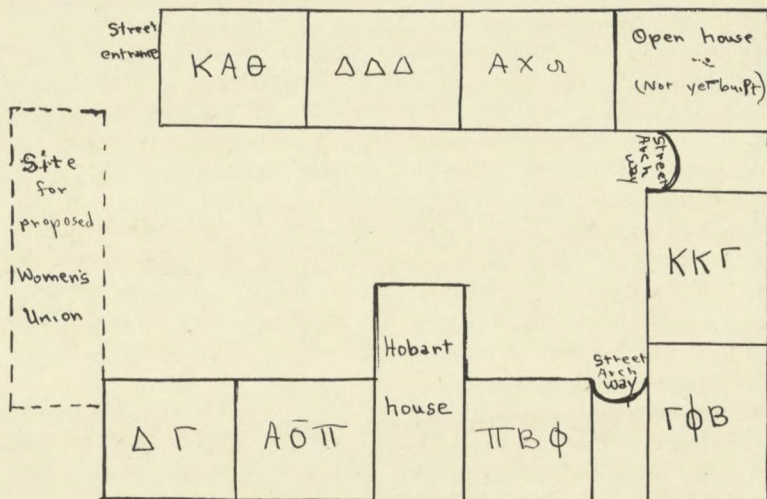 Street
entrance
ΚΑΘ
ΔΔΔ
ΑΧΩ
Open house
(Not yet built)
Street
Arch
way
Site
for
proposed
Women's
Union
ΚΚΓ
Hobart
house
Street
Arch
way
ΔΓ
ΑΟΠ
ΠΒΦ
ΓΦΒ